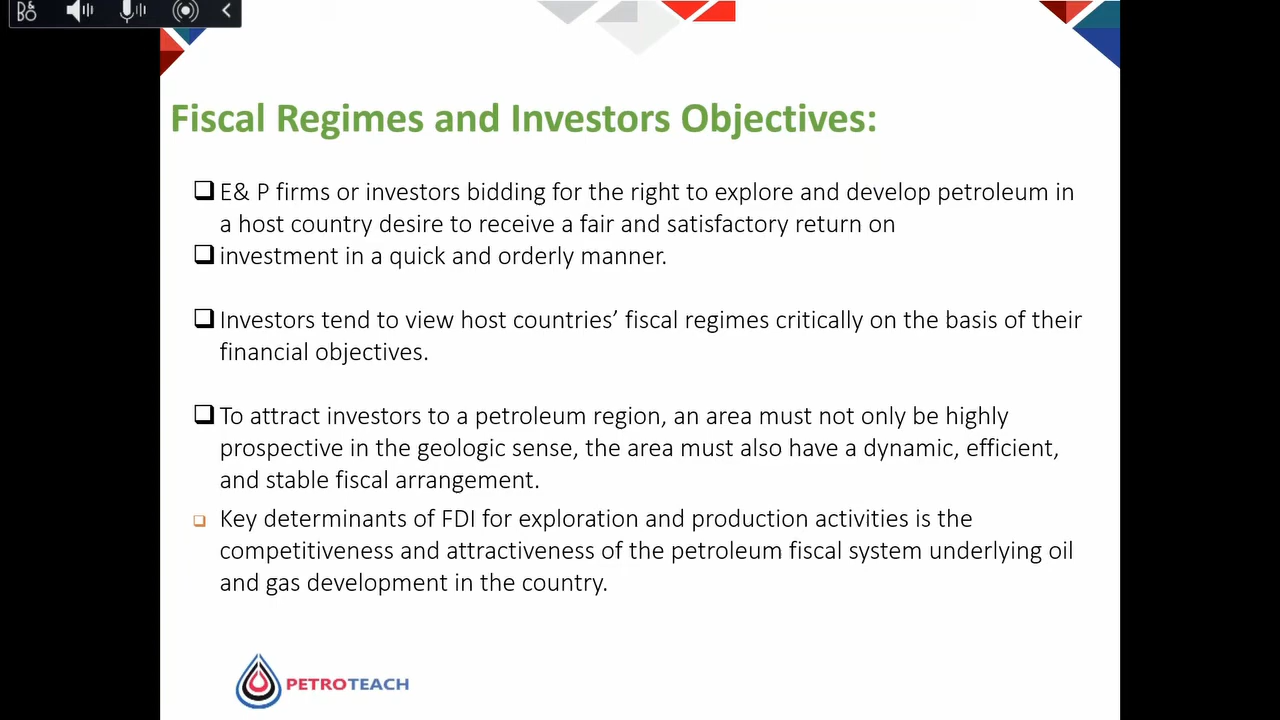 Fiscal Regimes and Investors Objectives:
E& P firms or investors bidding for the right to explore and develop petroleum in
a host country desire to receive a fair and satisfactory return on
investment in a quick and orderly manner.
Investors tend to view host countries’ fiscal regimes critically on the basis of their
financial objectives.
To attract investors to a petroleum region, an area must not only be highly
prospective in the geologic sense, the area must also have a dynamic, efficient,
and stable fiscal arrangement.
Key determinants of FDI for exploration and production activities is the
competitiveness and attractiveness of the petroleum fiscal system underlying oil
and gas development in the country.
PETROTEACH